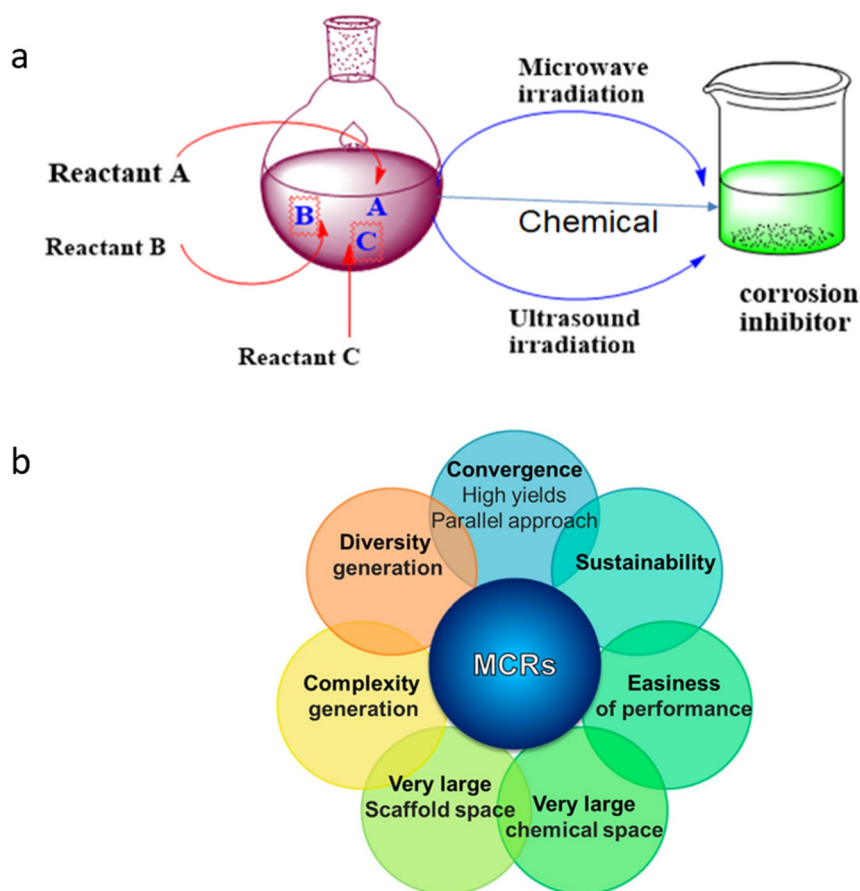 a
Microwave
irradiation
Reactant A
A
B
Chemical
C
Reactant B
corrosion
inhibitor
Ultrasound
irradiation
Reactant C
b
Convergence
High yields
Parallel approach
Diversity
generation
Sustainability
MCRs
Complexity
generation
Easiness
of performance
Very large
Scaffold space
Very large
chemical space